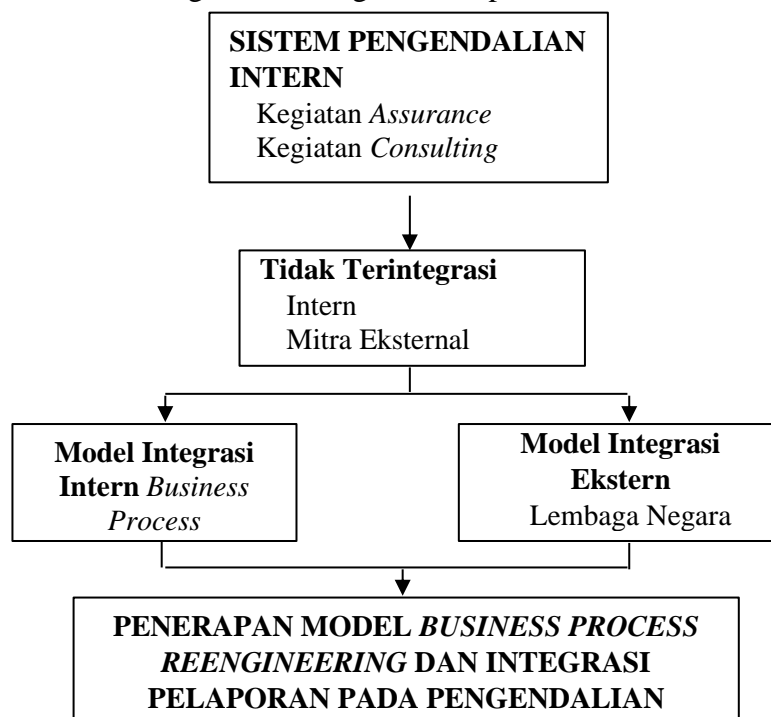 SISTEM PENGENDALIAN
INTERN
Kegiatan Assurance
Kegiatan Consulting
Tidak Terintegrasi
Intern
Mitra Eksternal
Model Integrasi
Intern Business
Process
Model Integrasi
Ekstern
Lembaga Negara
PENERAPAN MODEL BUSINESS PROCESS
REENGINEERING DAN INTEGRASI
PELAPORAN PADA PENGENDALIAN